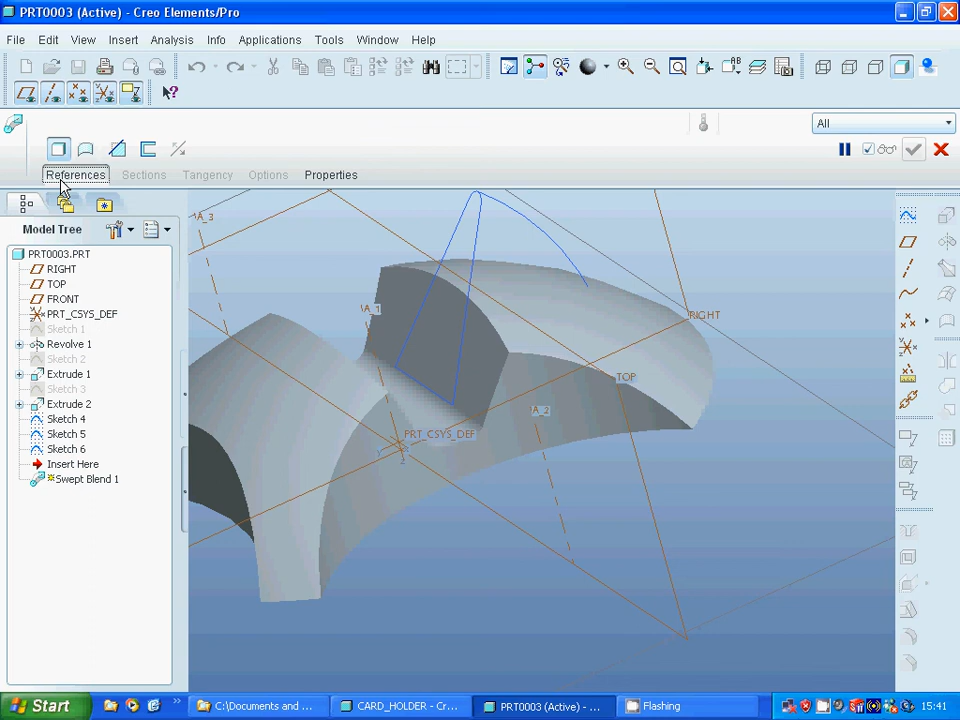 PRT0003 (Active) - Creo Elements/Pro
File Edit View Insert Analysis Info Applications Tools Window Help
All
References Sections Tangency Options Properties
Model Tree
PRT0003.PRT
RIGHT
TOP
FRONT
PRT_CSYS_DEF
Sketch 1
Revolve 1
Sketch 2
Extrude 1
Sketch 3
Extrude 2
Sketch 4
Sketch 5
Sketch 6
Insert Here
Swept Blend 1
A_3
A_1
RIGHT
TOP
A_2
PRT_CSYS_DEF
Y
Z
Start
C:\Documents and ...
CARD_HOLDER - Cr...
PRT0003 (Active) - ...
Flashing
15:41